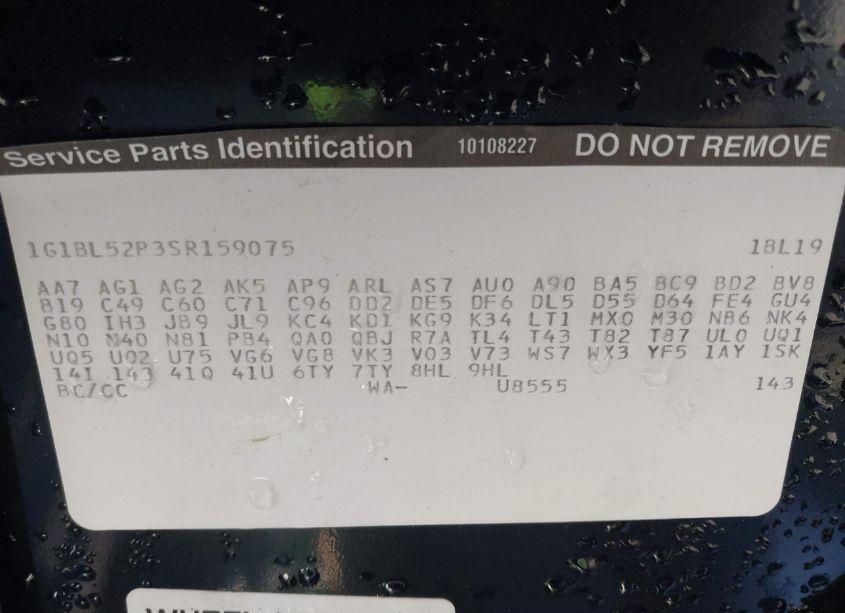 Service Parts Identification 10108227 DO NOT REMOVE
1G1BL52P3SR159075 1BL19
AA7 AG1 AG2 AK5 AP9 ARL AS7 AU0 A90 BA5 BC9 BD2 BV8
B19 C49 C60 C71 C96 DD2 DE5 DF6 DL5 D55 D64 FE4 GU4
G80 IH3 JB9 JL9 KC4 KD1 KG9 K34 LT1 MX0 M30 NB6 NK4
N10 N40 N81 PB4 QA0 QBJ R7A TL4 T43 T82 T87 UL0 UQ1
UQ5 UO2 U75 VG6 VG8 VK3 V03 V73 WS7 WX3 YF5 1AY 1SK
14I 143 41Q 41U 6TY 7TY 8HL 9HL
BC/CC WA- U8555 143